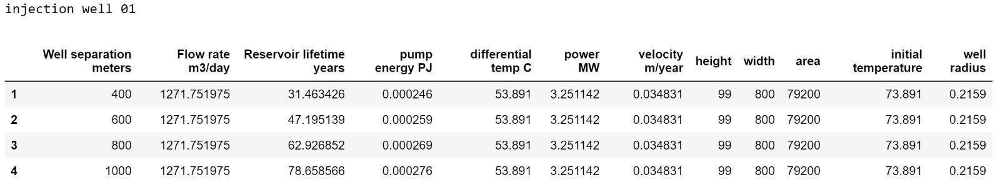 injection well 01
Well separation meters Flow rate m3/day Reservoir lifetime years pump energy PJ differential temp C power MW velocity m/year height width area initial temperature well radius
1 400 1271.751975 31.463426 0.000246 53.891 3.251142 0.034831 99 800 79200 73.891 0.2159
2 600 1271.751975 47.195139 0.000259 53.891 3.251142 0.034831 99 800 79200 73.891 0.2159
3 800 1271.751975 62.926852 0.000269 53.891 3.251142 0.034831 99 800 79200 73.891 0.2159
4 1000 1271.751975 78.658566 0.000276 53.891 3.251142 0.034831 99 800 79200 73.891 0.2159